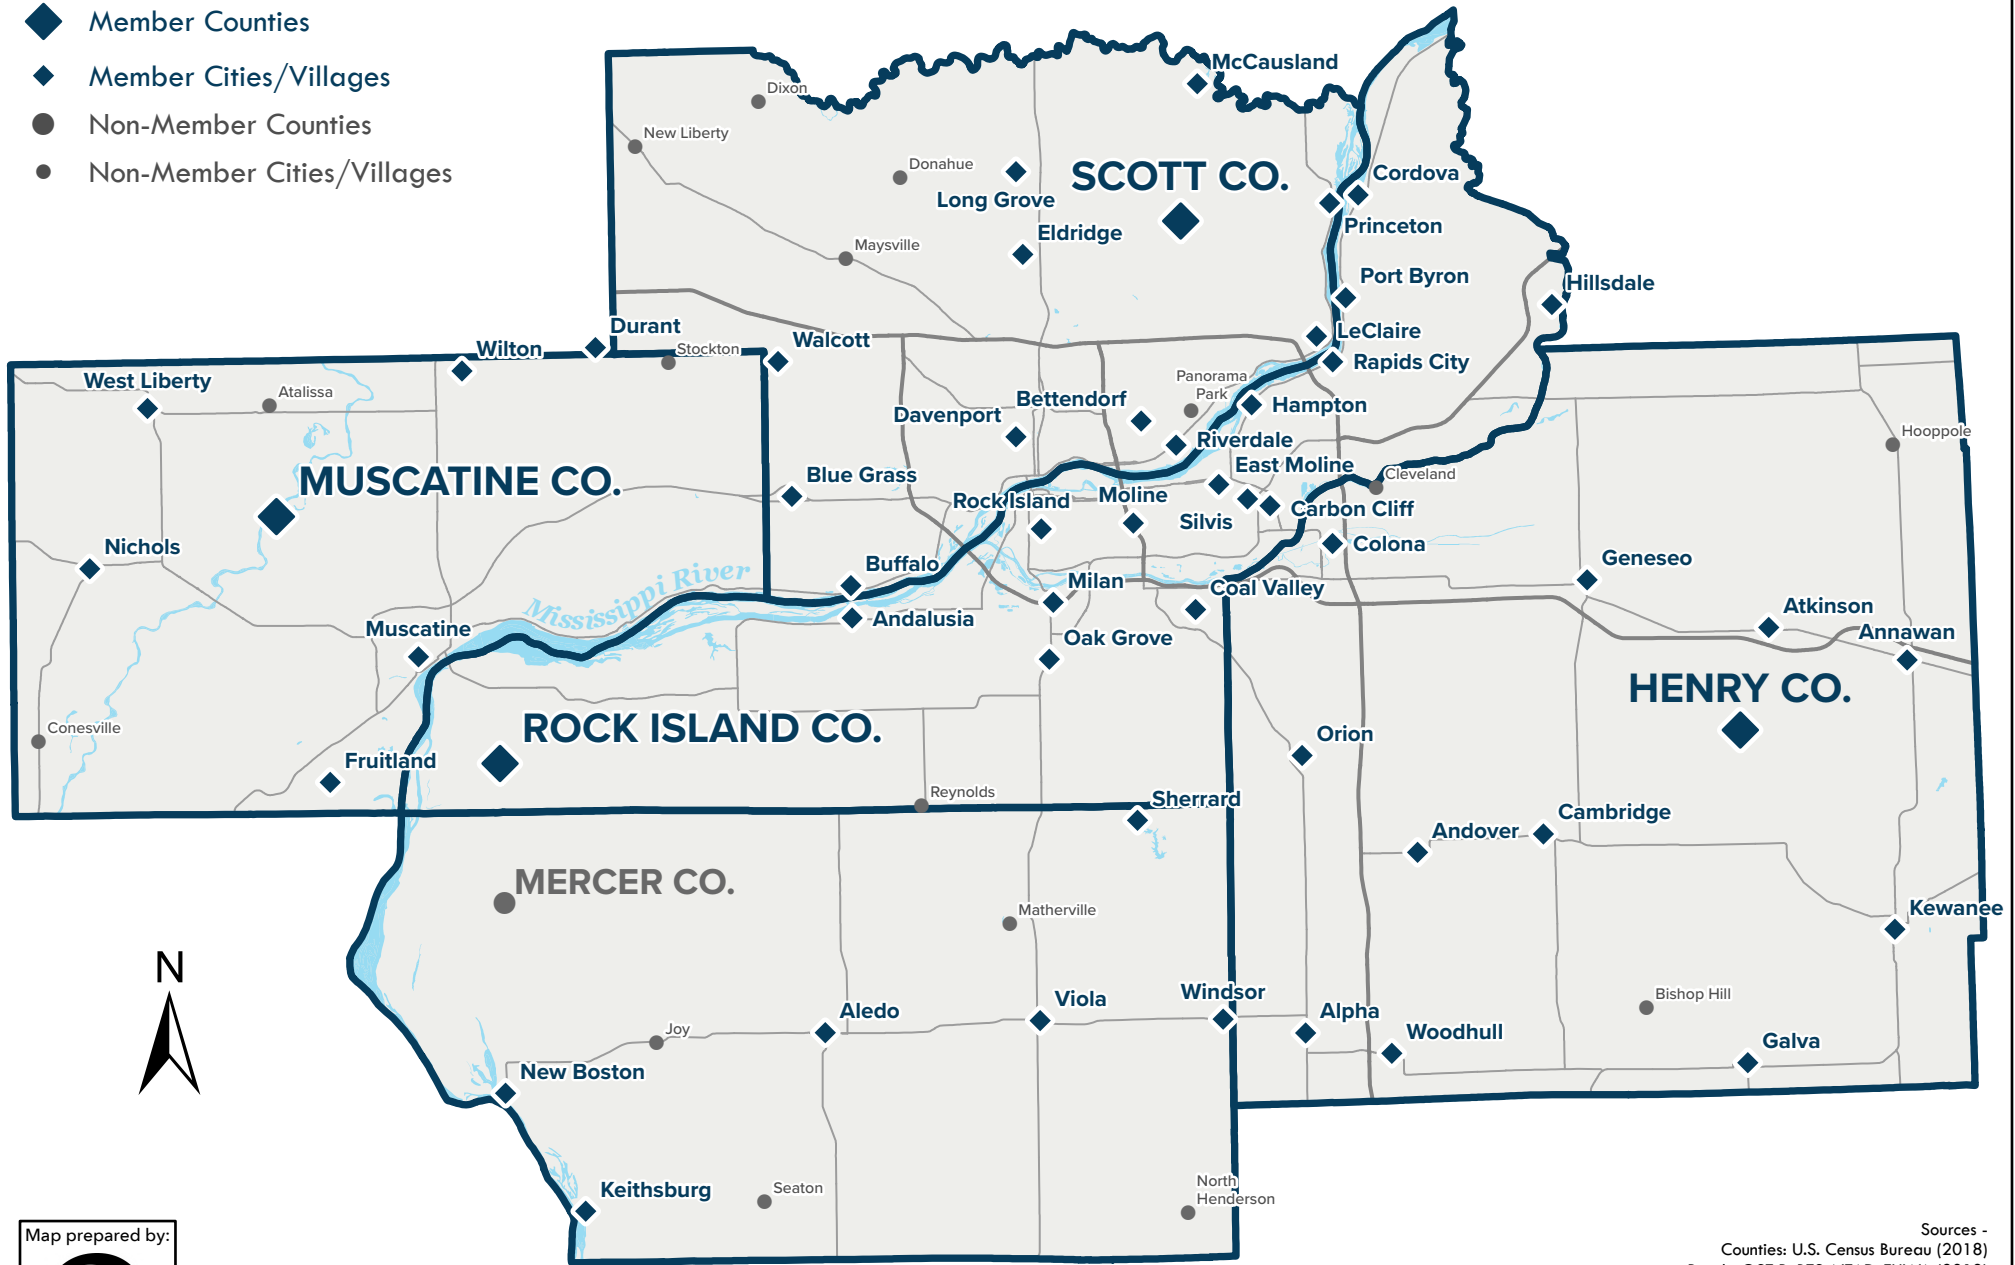 Member Counties
Member Cities/Villages
Non-Member Counties
Non-Member Cities/Villages
McCausland
Dixon
New Liberty
Donahue
Long Grove
SCOTT CO.
Cordova
Princeton
Eldridge
Maysville
Port Byron
Hillsdale
Durant
LeClaire
Walcott
Wilton
Stockton
Rapids City
West Liberty
Atalissa
Panorama
Park
Bettendorf
Hampton
Davenport
Riverdale
Hooppole
East Moline
Cleveland
MUSCATINE CO.
Blue Grass
Rock Island
Moline
Silvis
Carbon Cliff
Colona
Nichols
Geneseo
Buffalo
Mississippi River
Milan
Coal Valley
Atkinson
Andalusia
Muscatine
Oak Grove
Annawan
HENRY CO.
Conesville
ROCK ISLAND CO.
Orion
Fruitland
Reynolds
Sherrard
Cambridge
Andover
MERCER CO.
Matherville
Kewanee
N
Windsor
Bishop Hill
Viola
Aledo
Alpha
Joy
Woodhull
Galva
New Boston
Keithsburg
Seaton
North
Henderson
Map prepared by:
Sources -
Counties: U.S. Census Bureau (2018)